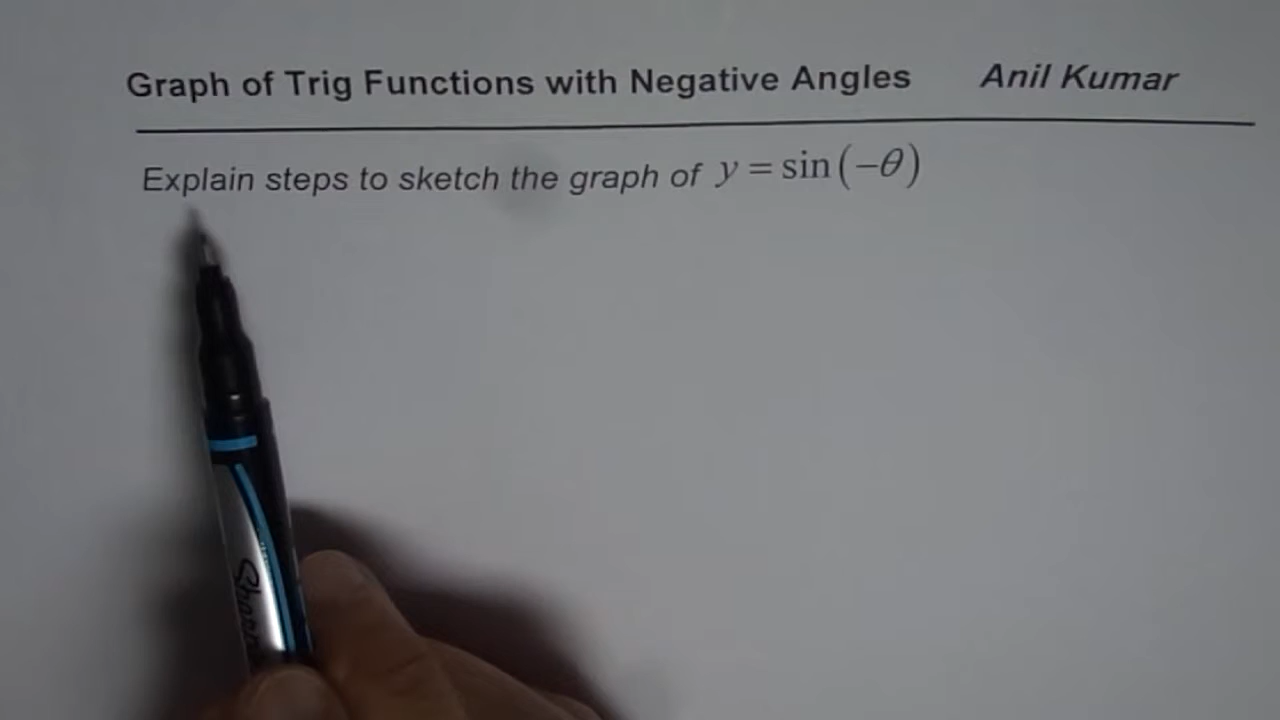 Graph of Trig Functions with Negative Angles Anil Kumar
Explain steps to sketch the graph of y = sin(−θ)